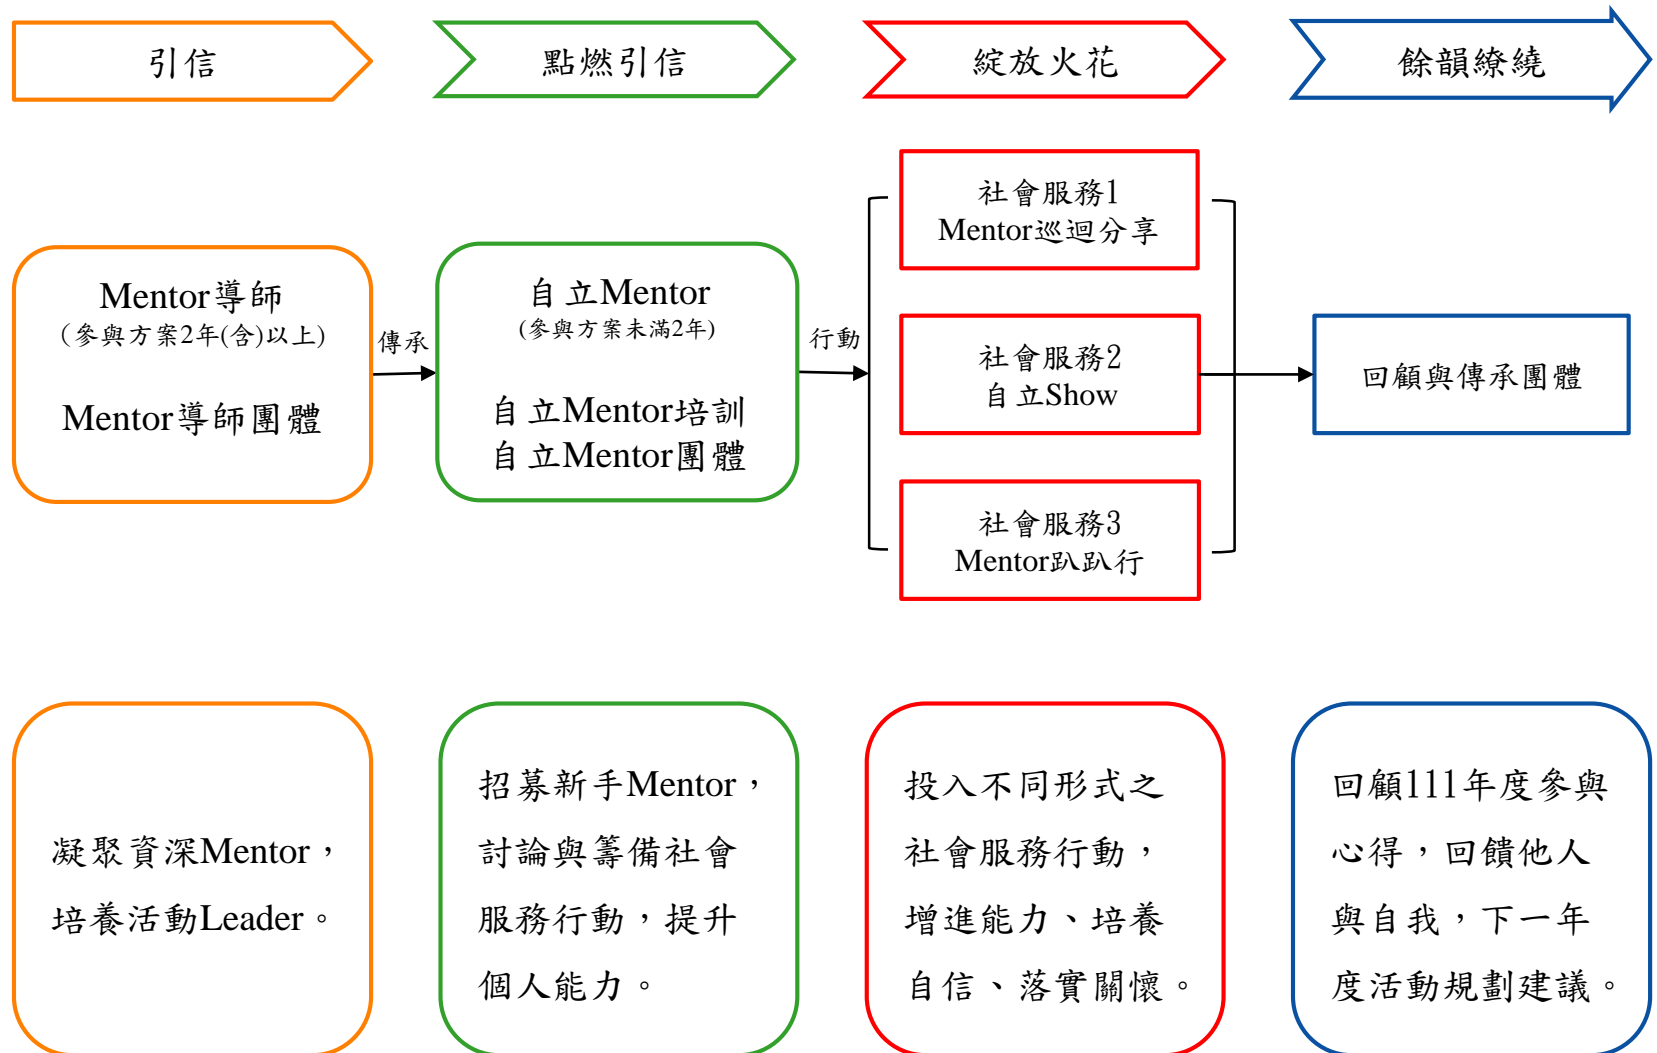 引信
點燃引信
綻放火花
餘韻繚繞
Mentor導師
(參與方案2年(含)以上)
Mentor導師團體
傳承
自立Mentor
(參與方案未滿2年)
自立Mentor培訓
自立Mentor團體
行動
社會服務1
Mentor巡迴分享
社會服務2
自立Show
社會服務3
Mentor趴趴行
回顧與傳承團體
凝聚資深Mentor，
培養活動Leader。
招募新手Mentor，
討論與籌備社會
服務行動，提升
個人能力。
投入不同形式之
社會服務行動，
增進能力、培養
自信、落實關懷。
回顧111年度參與
心得，回饋他人
與自我，下一年
度活動規劃建議。